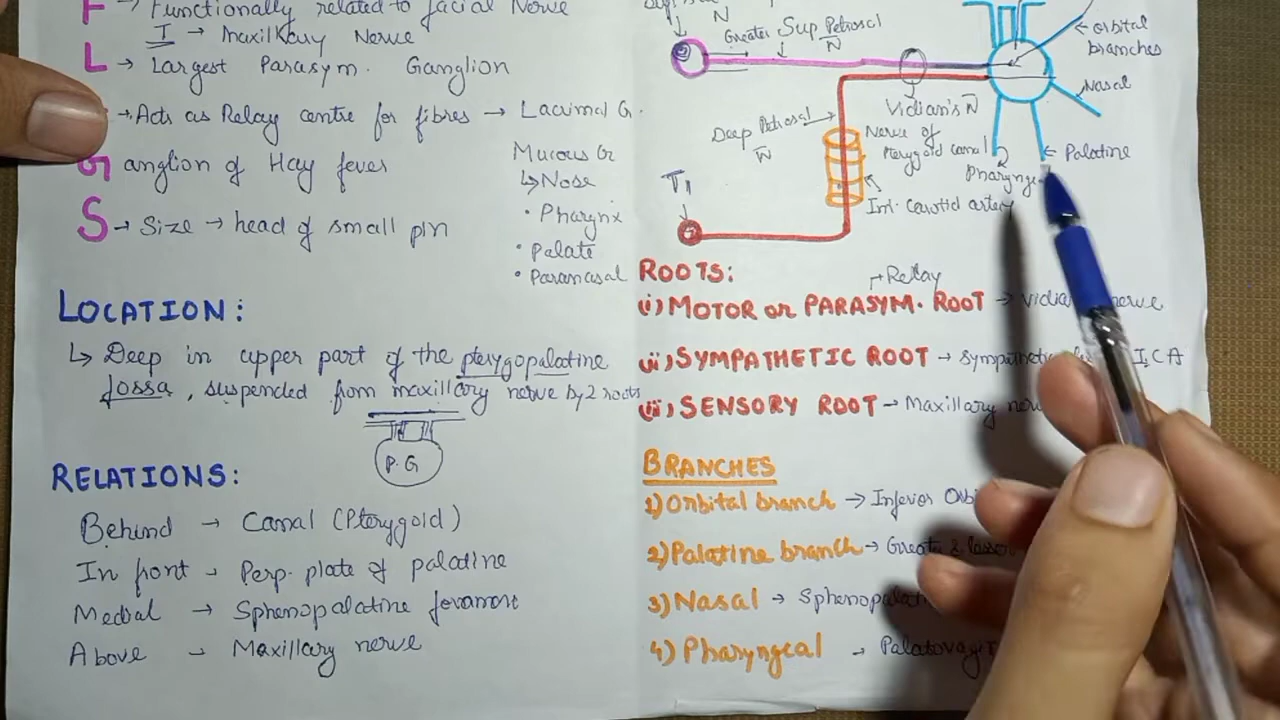 F → Functionally related to facial Nerve
I → Maxillary Nerve
L → Largest Parasym. Ganglion
→ Acts as Relay centre for fibres → Lacrimal G.
Mucous Gr
↳ Nose
• Pharynx
• Palate
• Paranasal
G anglion of Hay fever
S → Size → head of small pin
LOCATION:
↳ Deep in upper part of the pterygopalatine
fossa, suspended from maxillary nerve by 2 roots
P.G
RELATIONS:
Behind → Canal (Pterygoid)
In front → Perp. plate of palatine
Medial → Sphenopalatine foramen
Above → Maxillary nerve
N
Greater Sup. Petrosal
N
orbital
branches
Nasal
Vidian's N
Nerve of
Pterygoid canal
Deep Petrosal
N
Palatine
Int. carotid artery
T1
ROOTS:
Relay
(i) MOTOR or PARASYM. ROOT →
(ii) SYMPATHETIC ROOT → ICA
(iii) SENSORY ROOT → Maxillary
BRANCHES
1) Orbital branch → Inferior
2) Palatine branch → Greater &
3) Nasal →
4) Pharyngeal →